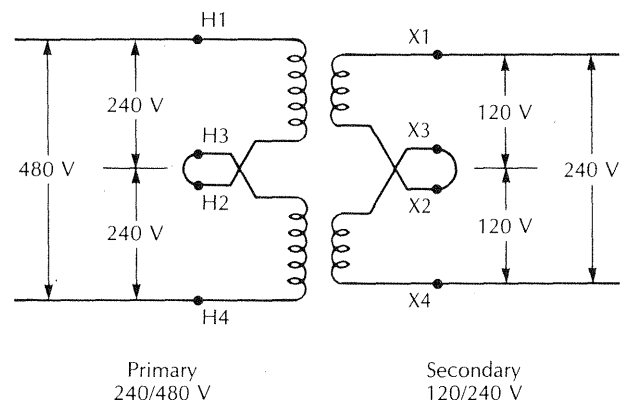 H1
X1
240 V
120 V
H3
X3
480 V
240 V
H2
X2
240 V
120 V
H4
X4
Primary
240/480 V
Secondary
120/240 V